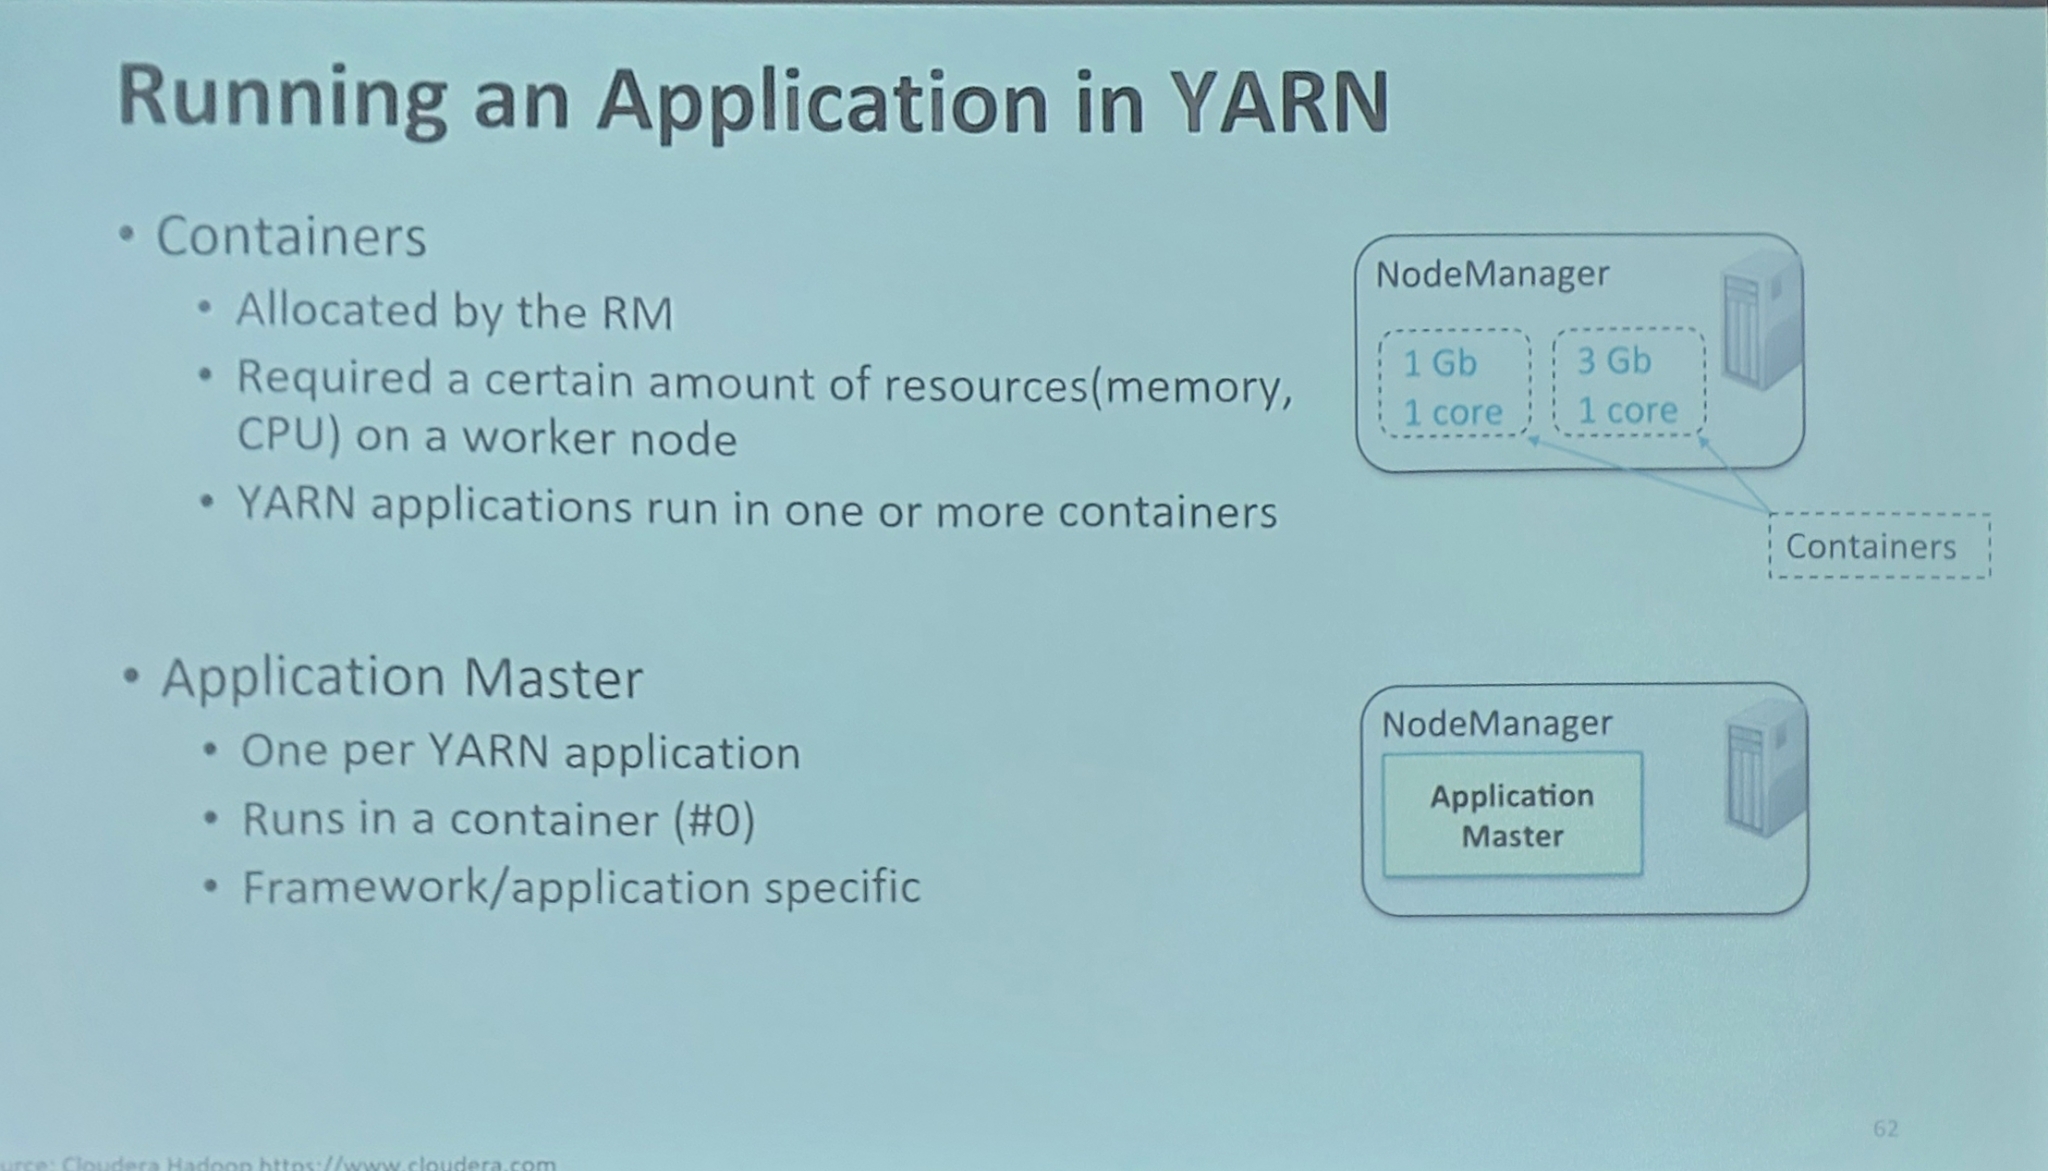 Running an Application in YARN
• Containers
• Allocated by the RM
• Required a certain amount of resources(memory,
CPU) on a worker node
• YARN applications run in one or more containers
NodeManager
1 Gb
1 core
3 Gb
1 core
Containers
• Application Master
• One per YARN application
• Runs in a container (#0)
• Framework/application specific
NodeManager
Application
Master
62
Cloudera Hadoop https://www.cloudera.com